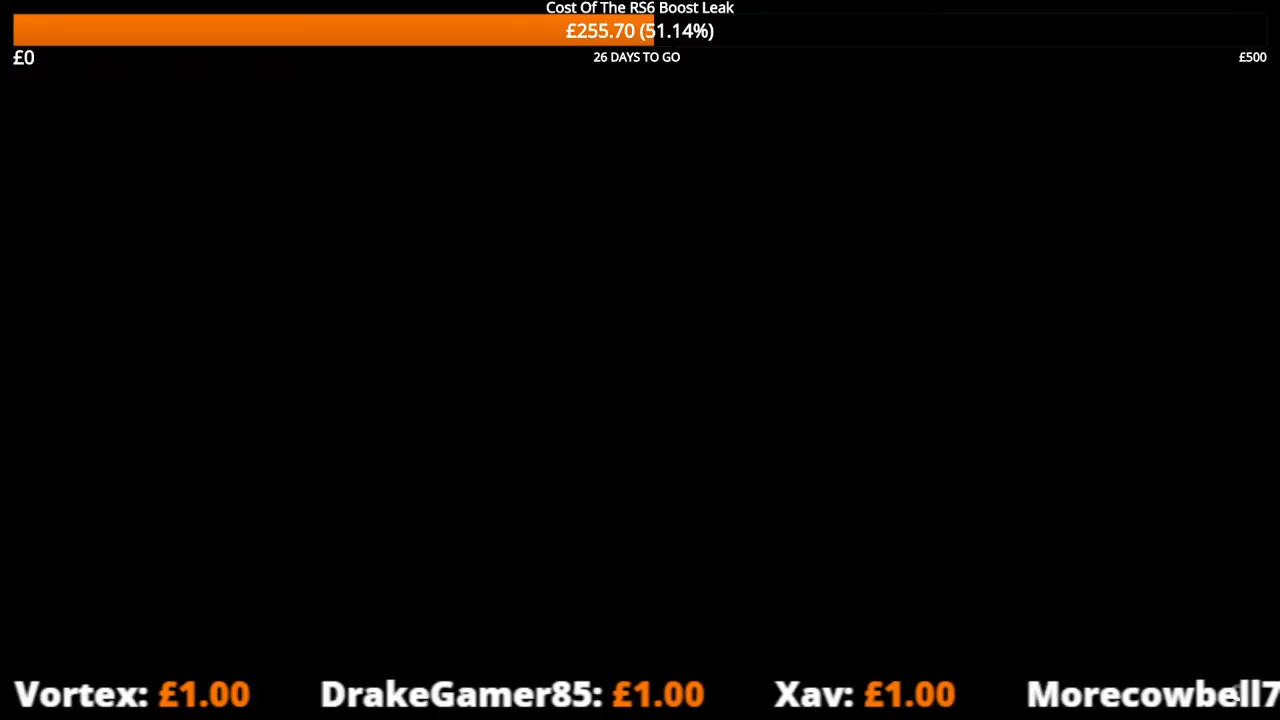 Cost Of The RS6 Boost Leak
£255.70 (51.14%)
£0 26 DAYS TO GO £500
Vortex: £1.00 DrakeGamer85: £1.00 Xav: £1.00 Morecowbell7